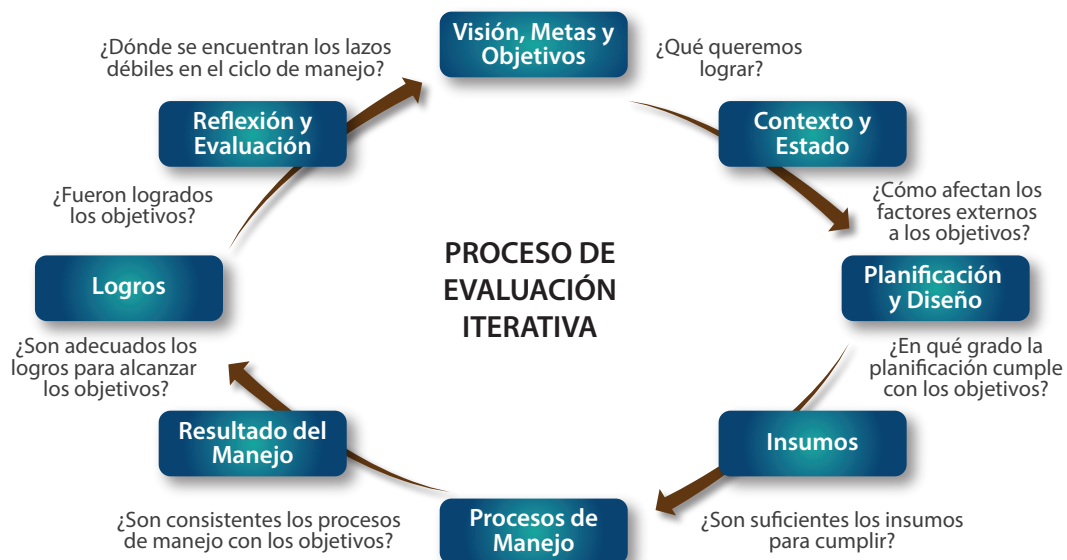 Visión, Metas y
Objetivos
¿Qué queremos
lograr?
Contexto y
Estado
¿Cómo afectan los
factores externos
a los objetivos?
Planificación
y Diseño
¿En qué grado la
planificación cumple
con los objetivos?
Insumos
¿Son suficientes los insumos
para cumplir?
Procesos de
Manejo
¿Son consistentes los procesos
de manejo con los objetivos?
Resultado del
Manejo
¿Son adecuados los
logros para alcanzar
los objetivos?
Logros
¿Fueron logrados
los objetivos?
Reflexión y
Evaluación
¿Dónde se encuentran los lazos
débiles en el ciclo de manejo?
PROCESO DE
EVALUACIÓN
ITERATIVA